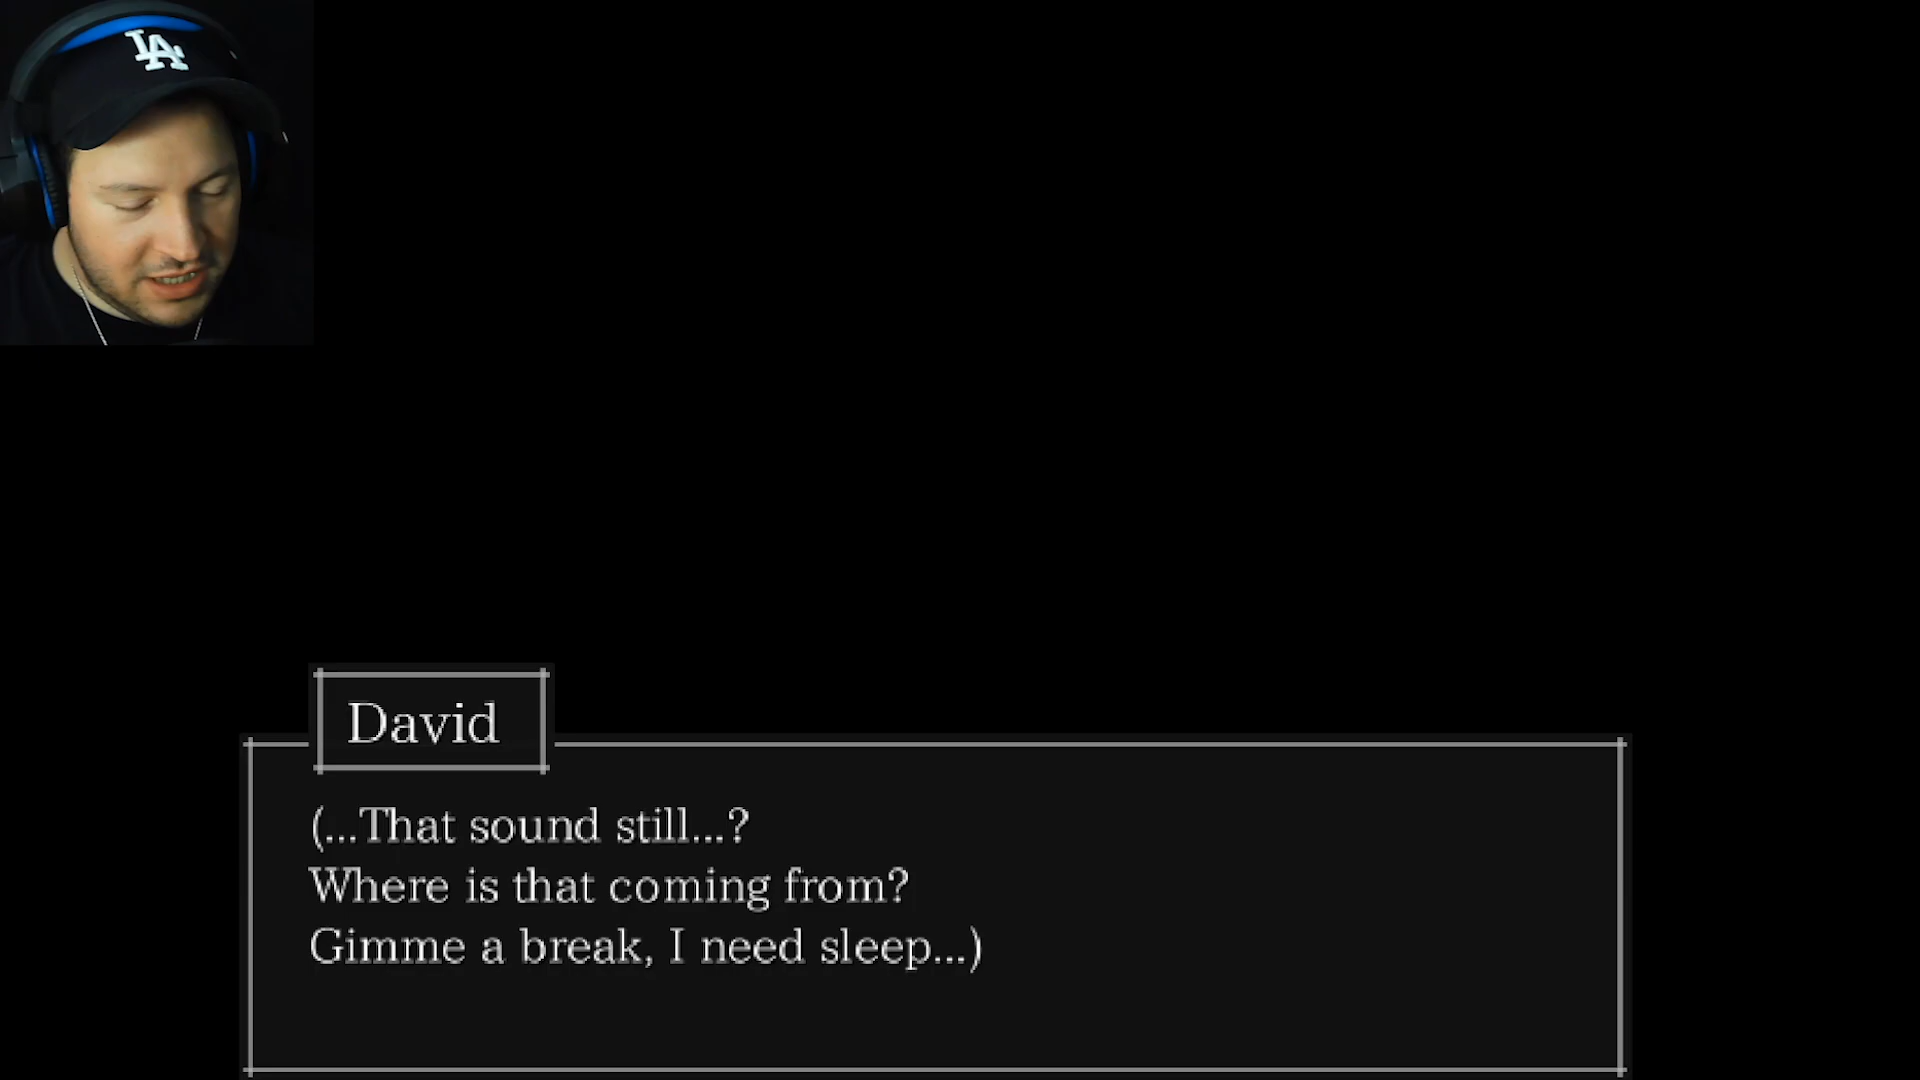 LA
David
(...That sound still...?
Where is that coming from?
Gimme a break, I need sleep...)